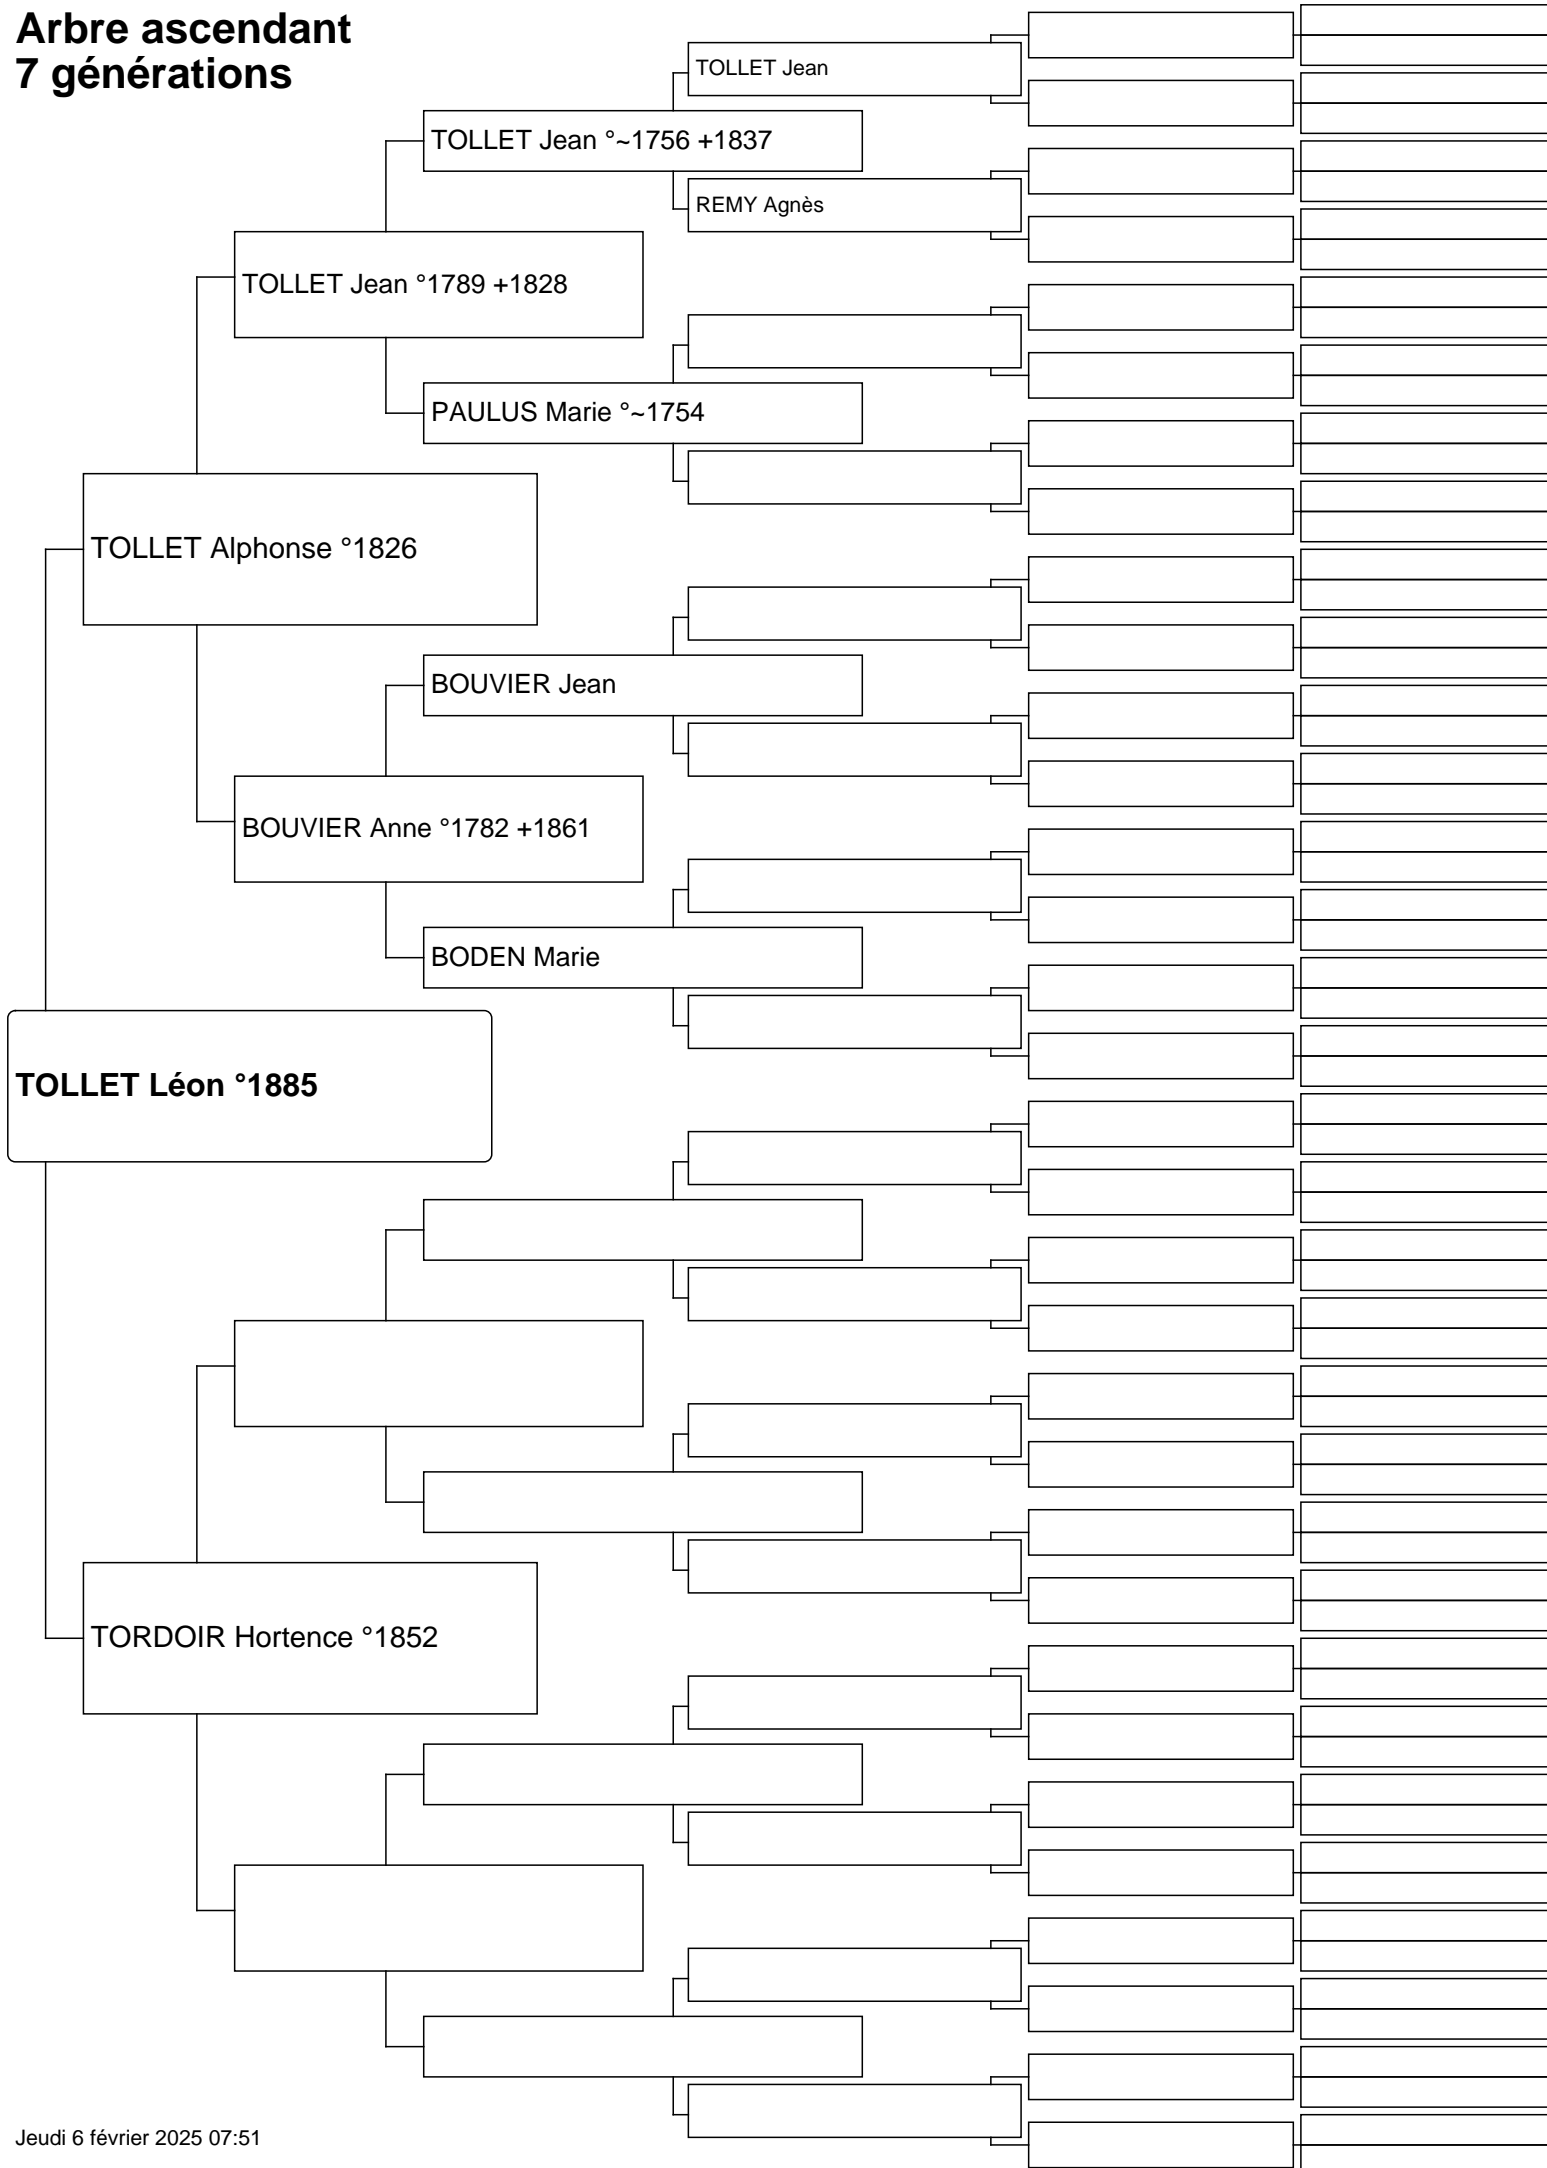 Arbre ascendant
7 générations
TOLLET Jean
TOLLET Jean °~1756 +1837
REMY Agnès
TOLLET Jean °1789 +1828
PAULUS Marie °~1754
TOLLET Alphonse °1826
BOUVIER Jean
BOUVIER Anne °1782 +1861
BODEN Marie
TOLLET Léon °1885
TORDOIR Hortence °1852
Jeudi 6 février 2025 07:51